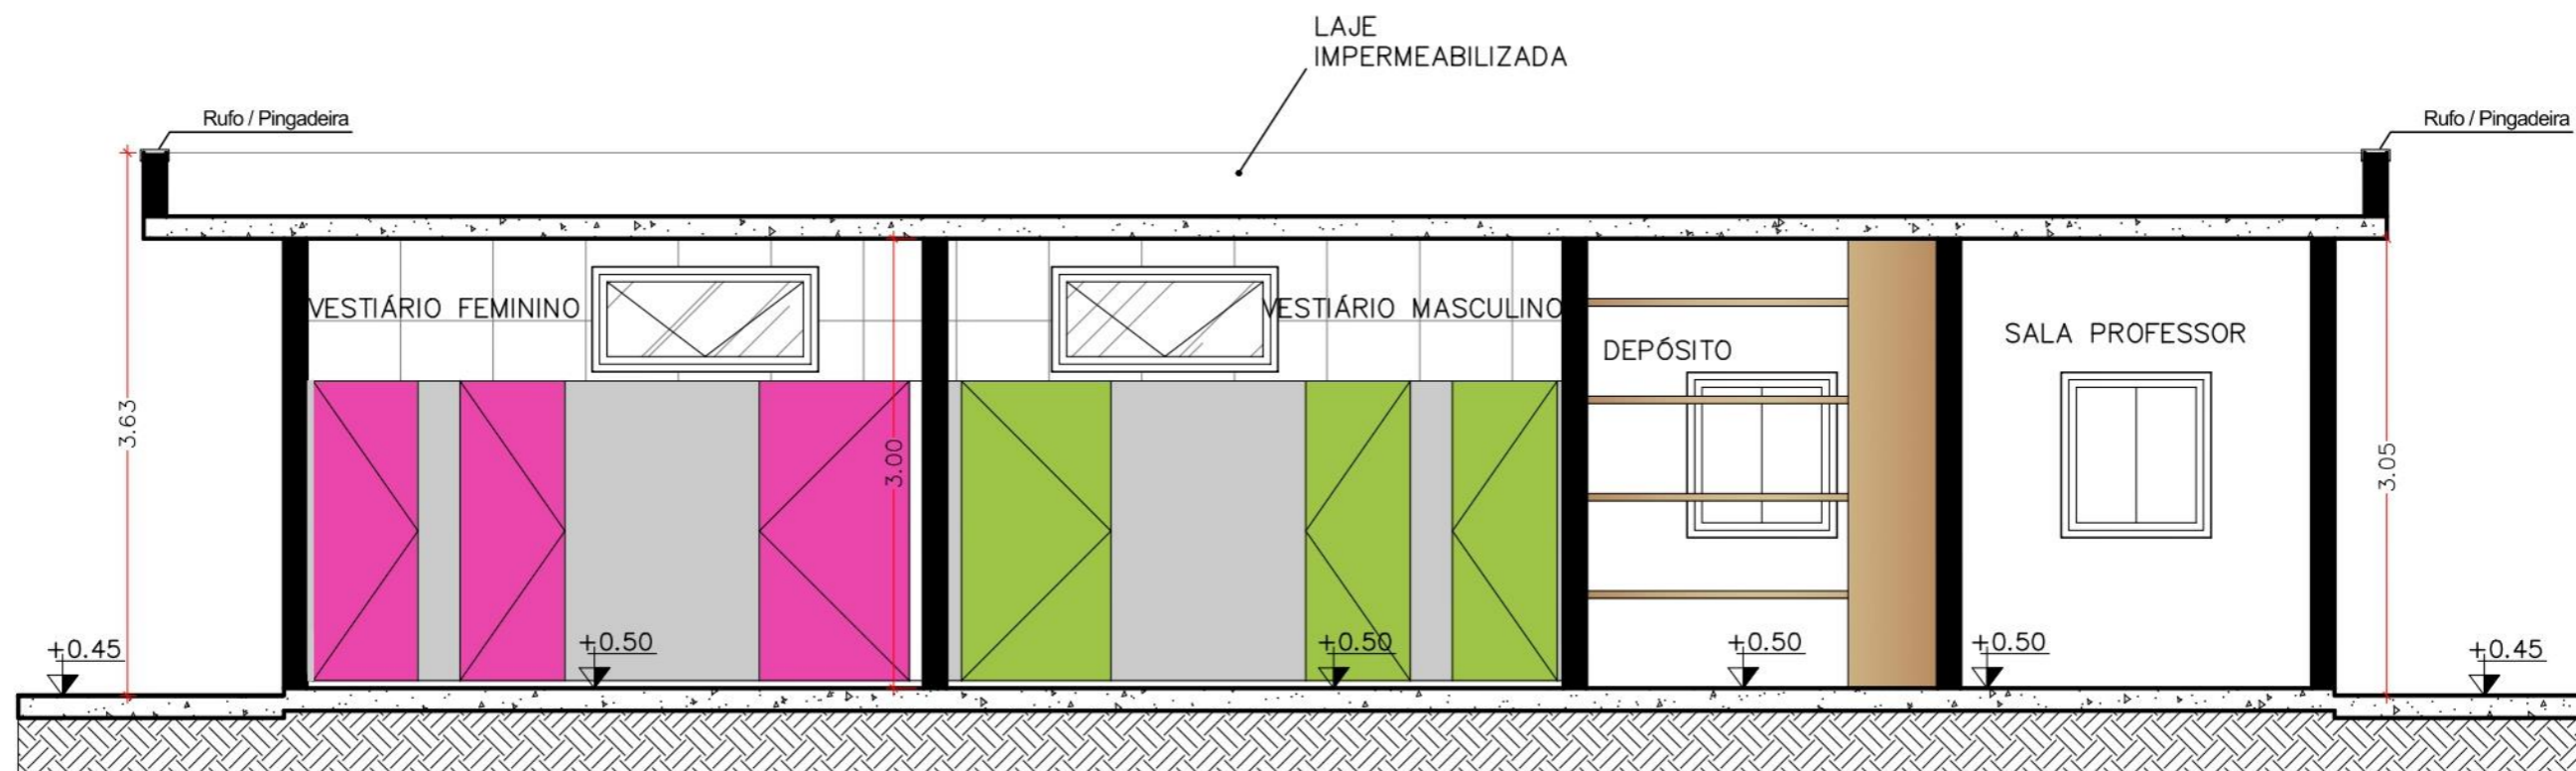 LAJE
IMPERMEABILIZADA
Rufo / Pingadeira
Rufo / Pingadeira
VESTIÁRIO FEMININO
VESTIÁRIO MASCULINO
DEPÓSITO
SALA PROFESSOR
3.63
3.00
3.05
+0.45
+0.50
+0.50
+0.50
+0.50
+0.45